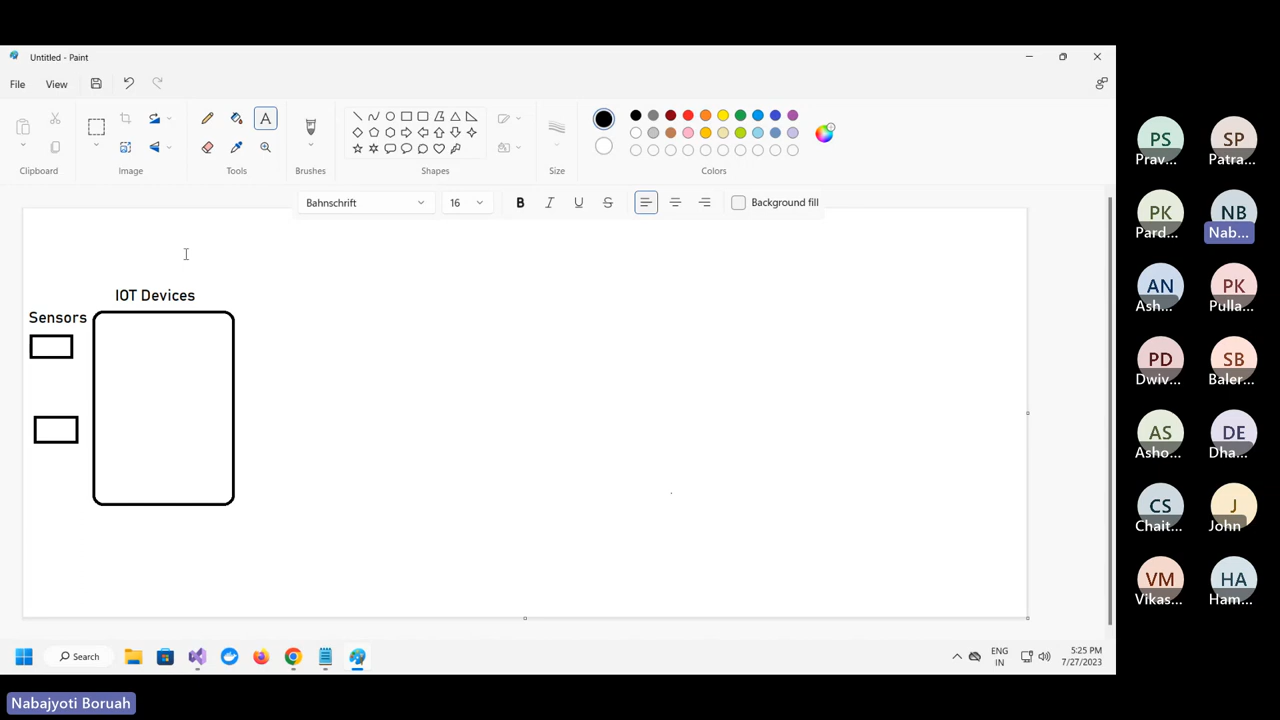 Untitled - Paint
File
View
Clipboard
Image
A
Tools
Brushes
Shapes
Size
Colors
Bahnschrift
16
B
I
U
S
Background fill
IOT Devices
Sensors
Search
ENG
IN
5:25 PM
7/27/2023
PS
Prav...
SP
Patra...
PK
Pard...
NB
Nab...
AN
Ash...
PK
Pulla...
PD
Dwiv...
SB
Baler...
AS
Asho...
DE
Dha...
CS
Chait...
J
John
VM
Vikas...
HA
Ham...
Nabajyoti Boruah